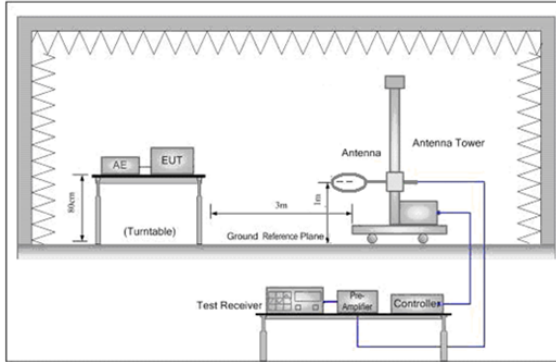 AE
EUT
Antenna
Antenna Tower
80cm
(Turntable)
3m
1m
Ground Reference Plane
Test Receiver
Pre-
Amplifier
Controller